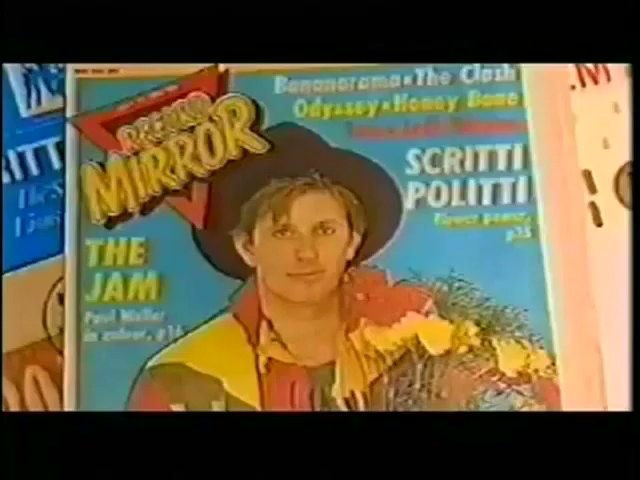 Bananarama•The Clash
Odyssey•Honey Bane
RECORD
MIRROR
SCRITTI
POLITTI
Flower power,
p15
THE
JAM
Paul Weller
in colour, p16
.M